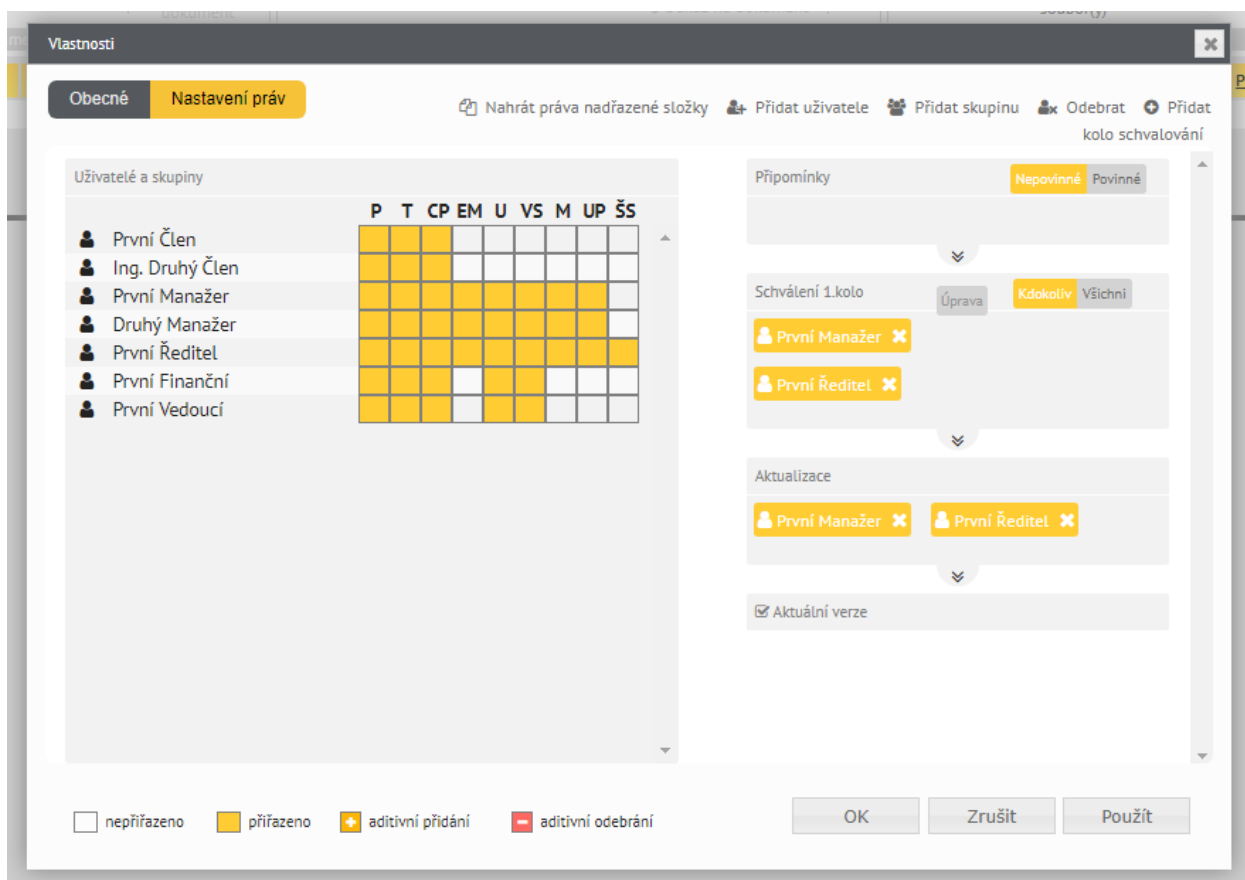 dokument
soubor(y)
Vlastnosti
Obecné
Nastavení práv
Nahrát práva nadřazené složky
Přidat uživatele
Přidat skupinu
Odebrat
Přidat
kolo schvalování
Uživatelé a skupiny
P T CP EM U VS M UP ŠS
První Člen
Ing. Druhý Člen
První Manažer
Druhý Manažer
První Ředitel
První Finanční
První Vedoucí
Připomínky
Nepovinné Povinné
Schválení 1.kolo
Úprava
Kdokoliv Všichni
První Manažer
První Ředitel
Aktualizace
První Manažer
První Ředitel
Aktuální verze
nepřiřazeno
přiřazeno
aditivní přidání
aditivní odebrání
OK
Zrušit
Použít